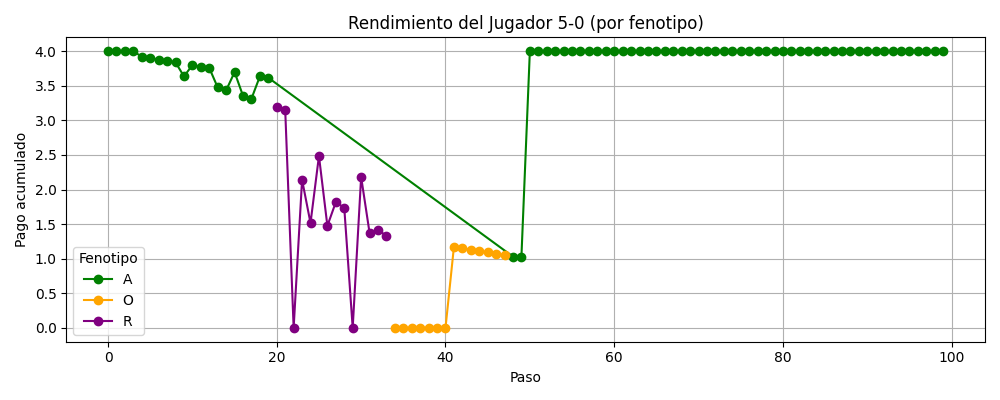 Rendimiento del Jugador 5-0 (por fenotipo)
4.0
3.5
3.0
2.5
2.0
1.5
1.0
0.5
0.0
Pago acumulado
Fenotipo
A
O
R
0
20
40
60
80
100
Paso